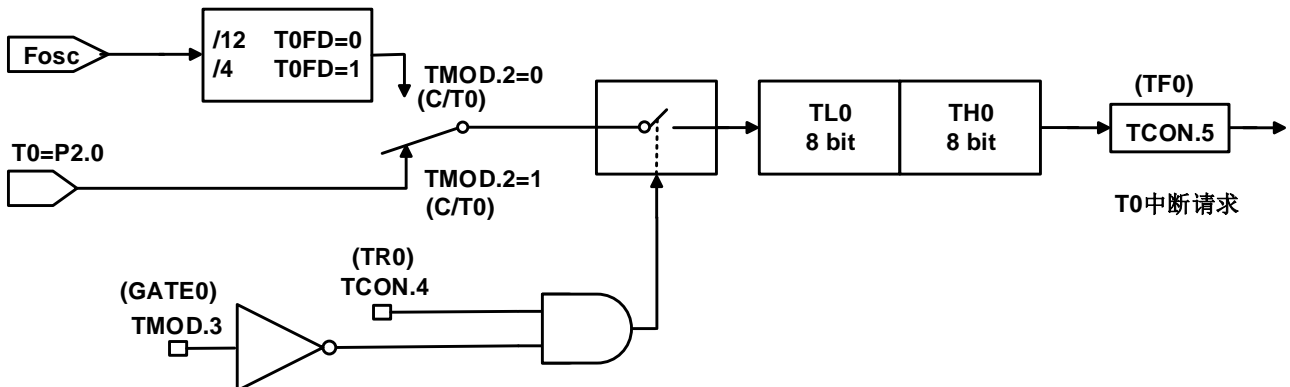 Fosc
/12 T0FD=0
/4 T0FD=1
TMOD.2=0
(C/T0)
T0=P2.0
TMOD.2=1
(C/T0)
TL0
8 bit
TH0
8 bit
(TF0)
TCON.5
T0中断请求
(TR0)
TCON.4
(GATE0)
TMOD.3